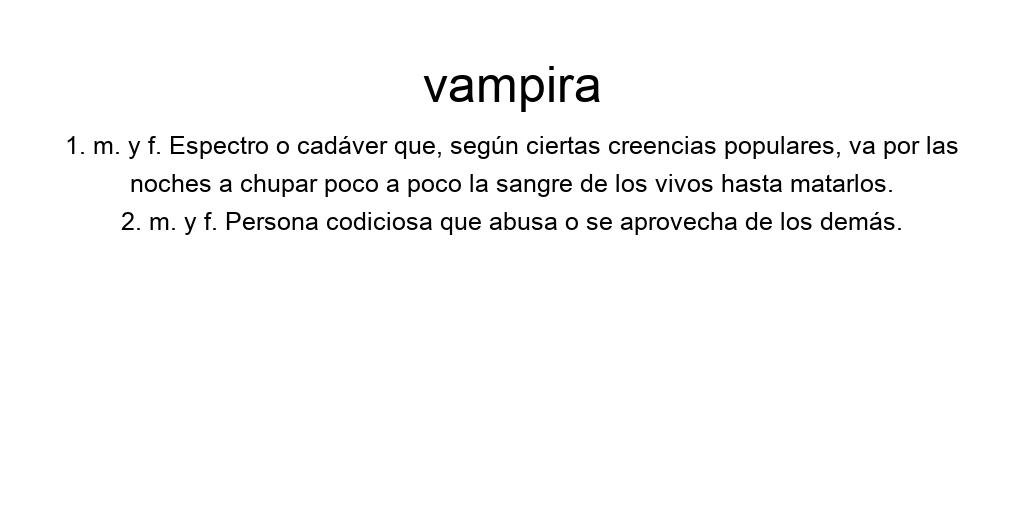 vampira
1. m. y f. Espectro o cadáver que, según ciertas creencias populares, va por las
noches a chupar poco a poco la sangre de los vivos hasta matarlos.
2. m. y f. Persona codiciosa que abusa o se aprovecha de los demás.